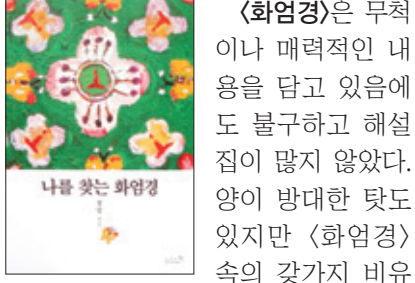 나를 찾는 화엄경
〈화엄경〉은 무척
이나 매력적인 내
용을 담고 있음에
도 불구하고 해설
집이 많지 않았다.
양이 방대한 탓도
있지만 〈화엄경〉
속의 갖가지 비유